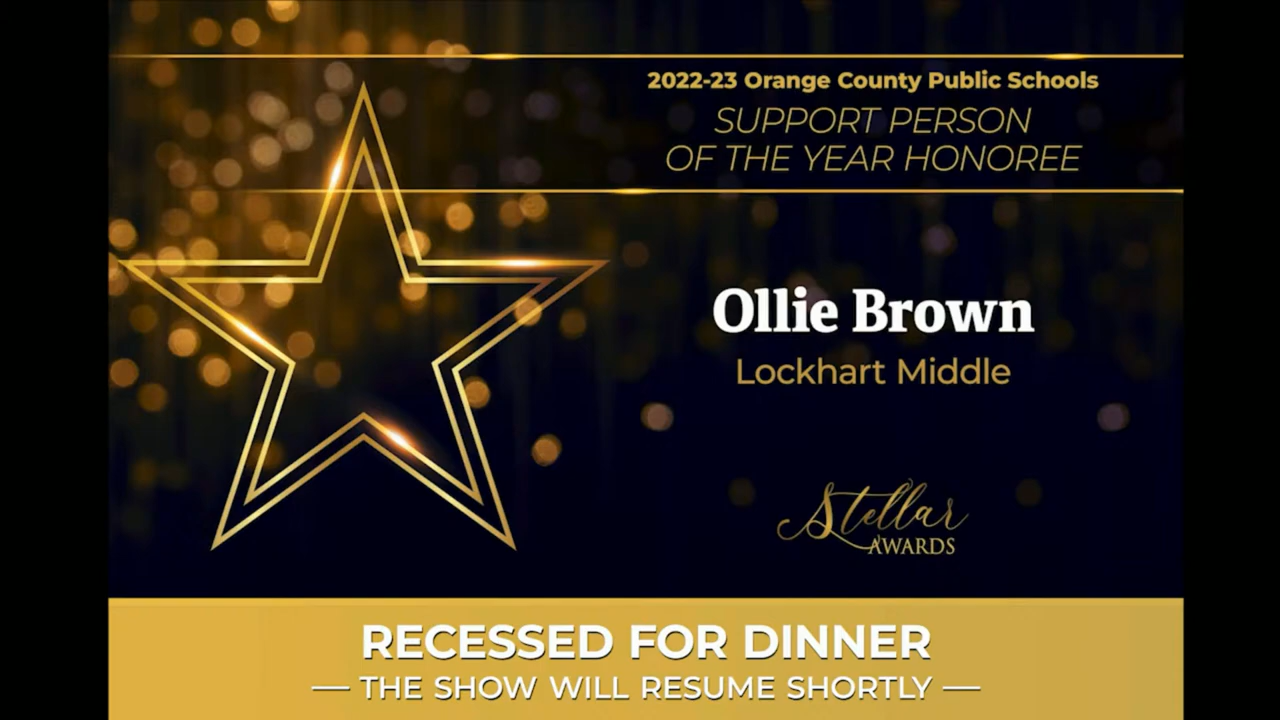 2022-23 Orange County Public Schools
SUPPORT PERSON
OF THE YEAR HONOREE
Ollie Brown
Lockhart Middle
Stellar
AWARDS
RECESSED FOR DINNER
— THE SHOW WILL RESUME SHORTLY —